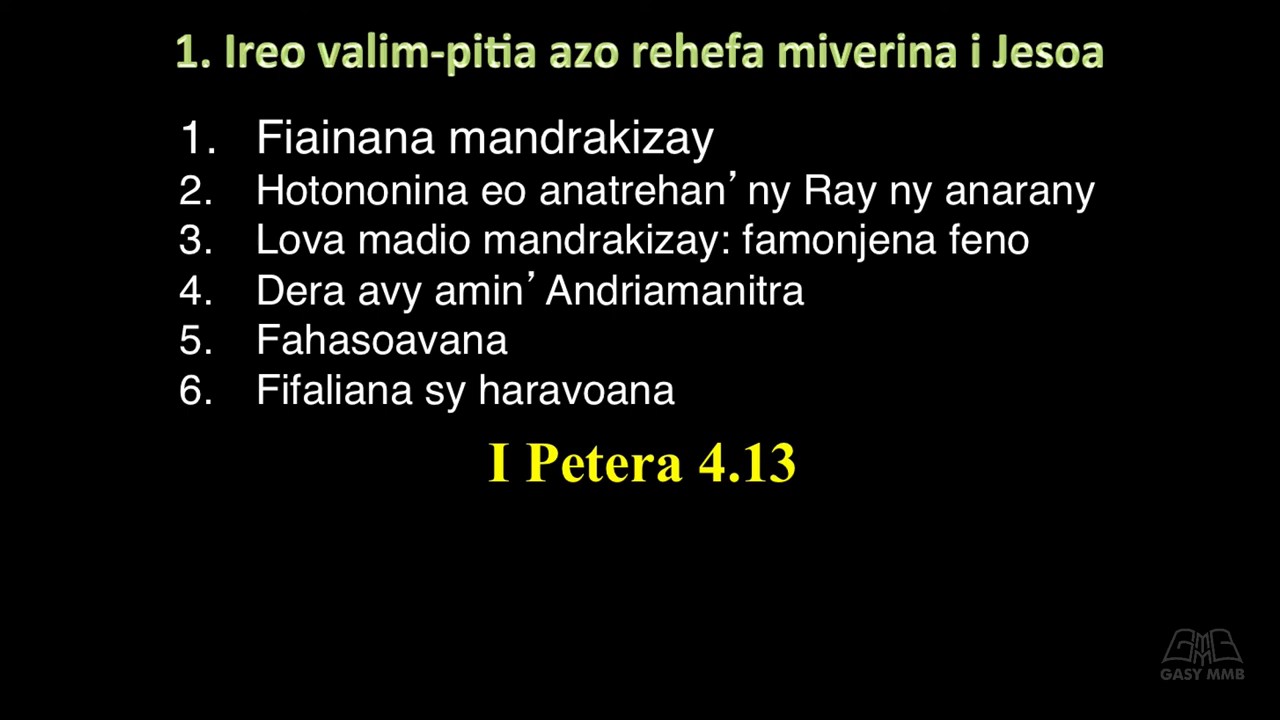 1. Ireo valim-pitia azo rehefa miverina i Jesoa
1. Fiainana mandrakizay
2. Hotononina eo anatrehan’ ny Ray ny anarany
3. Lova madio mandrakizay: famonjena feno
4. Dera avy amin’ Andriamanitra
5. Fahasoavana
6. Fifaliana sy haravoana
I Petera 4.13
GMMG
GASY MMB